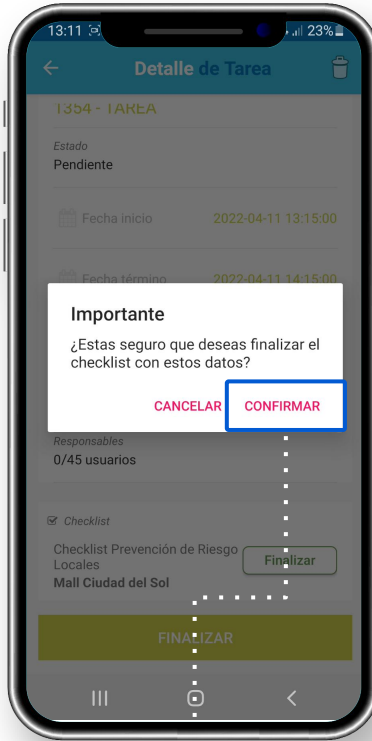 13:11 23%
Detalle de Tarea
1354 - TAREA
Estado
Pendiente
Fecha inicio 2022-04-11 13:15:00
Fecha término 2022-04-11 14:15:00
Importante
¿Estas seguro que deseas finalizar el
checklist con estos datos?
CANCELAR CONFIRMAR
Responsables
0/45 usuarios
Checklist
Checklist Prevención de Riesgo
Locales
Mall Ciudad del Sol
Finalizar
FINALIZAR